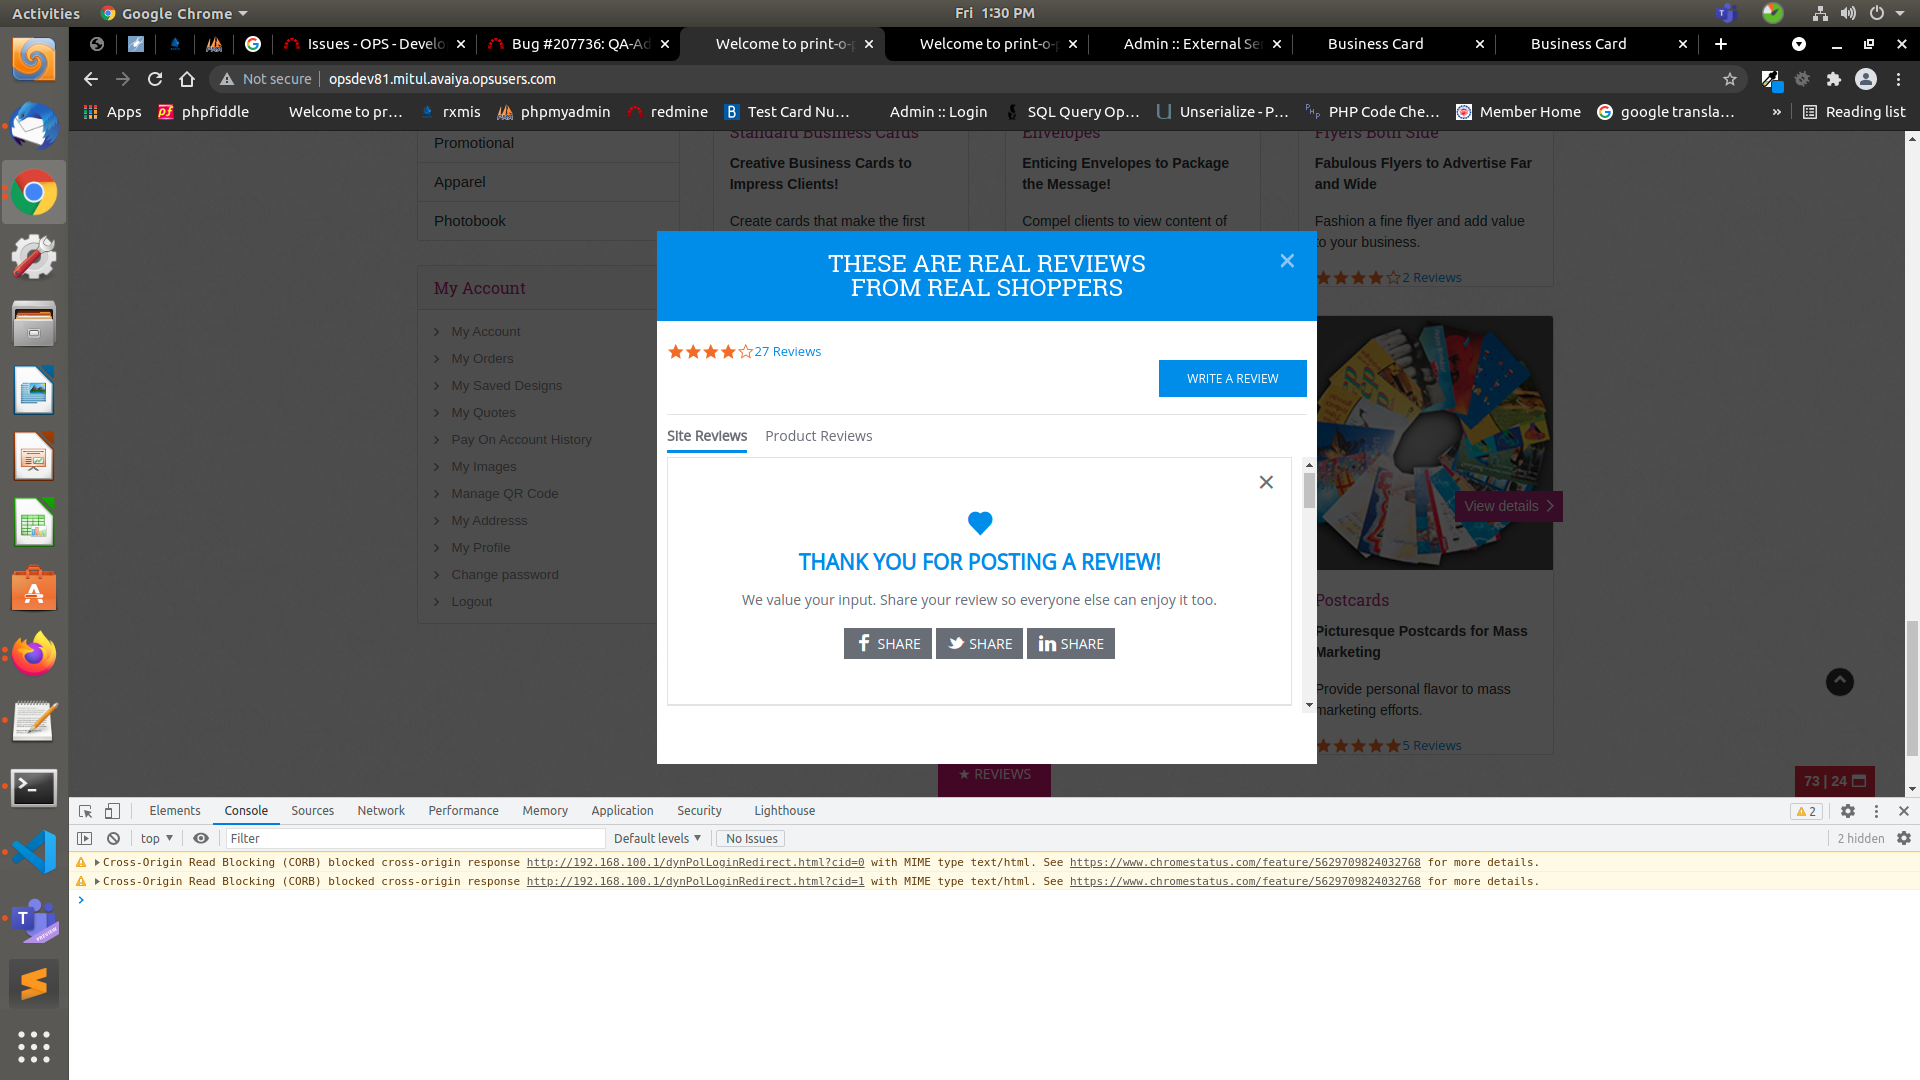 Activities
Google Chrome
Fri 1:30 PM
Issues - OPS - Develo
Bug #207736: QA-Ad
Welcome to print-o-p
Welcome to print-o-
Admin :: External Se
Business Card
Business Card
Not secure
opsdev81.mitul.avaiya.opsusers.com
Apps
phpfiddle
Welcome to pr…
rxmis
phpmyadmin
redmine
Test Card Nu…
Admin :: Login
SQL Query Op…
Unserialize - P…
PHP Code Che…
Member Home
google transla…
»
Reading list
Promotional
Apparel
Photobook
My Account
My Account
My Orders
My Saved Designs
My Quotes
Pay On Account History
My Images
Manage QR Code
My Addresss
My Profile
Change password
Logout
Standard Business Cards
Creative Business Cards to
Impress Clients!
Create cards that make the first
Envelopes
Enticing Envelopes to Package
the Message!
Compel clients to view content of
Flyers Both Side
Fabulous Flyers to Advertise Far
and Wide
Fashion a fine flyer and add value
to your business.
2 Reviews
THESE ARE REAL REVIEWS
FROM REAL SHOPPERS
27 Reviews
WRITE A REVIEW
Site Reviews
Product Reviews
THANK YOU FOR POSTING A REVIEW!
We value your input. Share your review so everyone else can enjoy it too.
SHARE
SHARE
SHARE
View details
Postcards
Picturesque Postcards for Mass
Marketing
Provide personal flavor to mass
marketing efforts.
5 Reviews
★ REVIEWS
73 | 24
Elements
Console
Sources
Network
Performance
Memory
Application
Security
Lighthouse
2
top
Filter
Default levels
No Issues
2 hidden
Cross-Origin Read Blocking (CORB) blocked cross-origin response http://192.168.100.1/dynPolLoginRedirect.html?cid=0 with MIME type text/html. See https://www.chromestatus.com/feature/5629709824032768 for more details.
Cross-Origin Read Blocking (CORB) blocked cross-origin response http://192.168.100.1/dynPolLoginRedirect.html?cid=1 with MIME type text/html. See https://www.chromestatus.com/feature/5629709824032768 for more details.